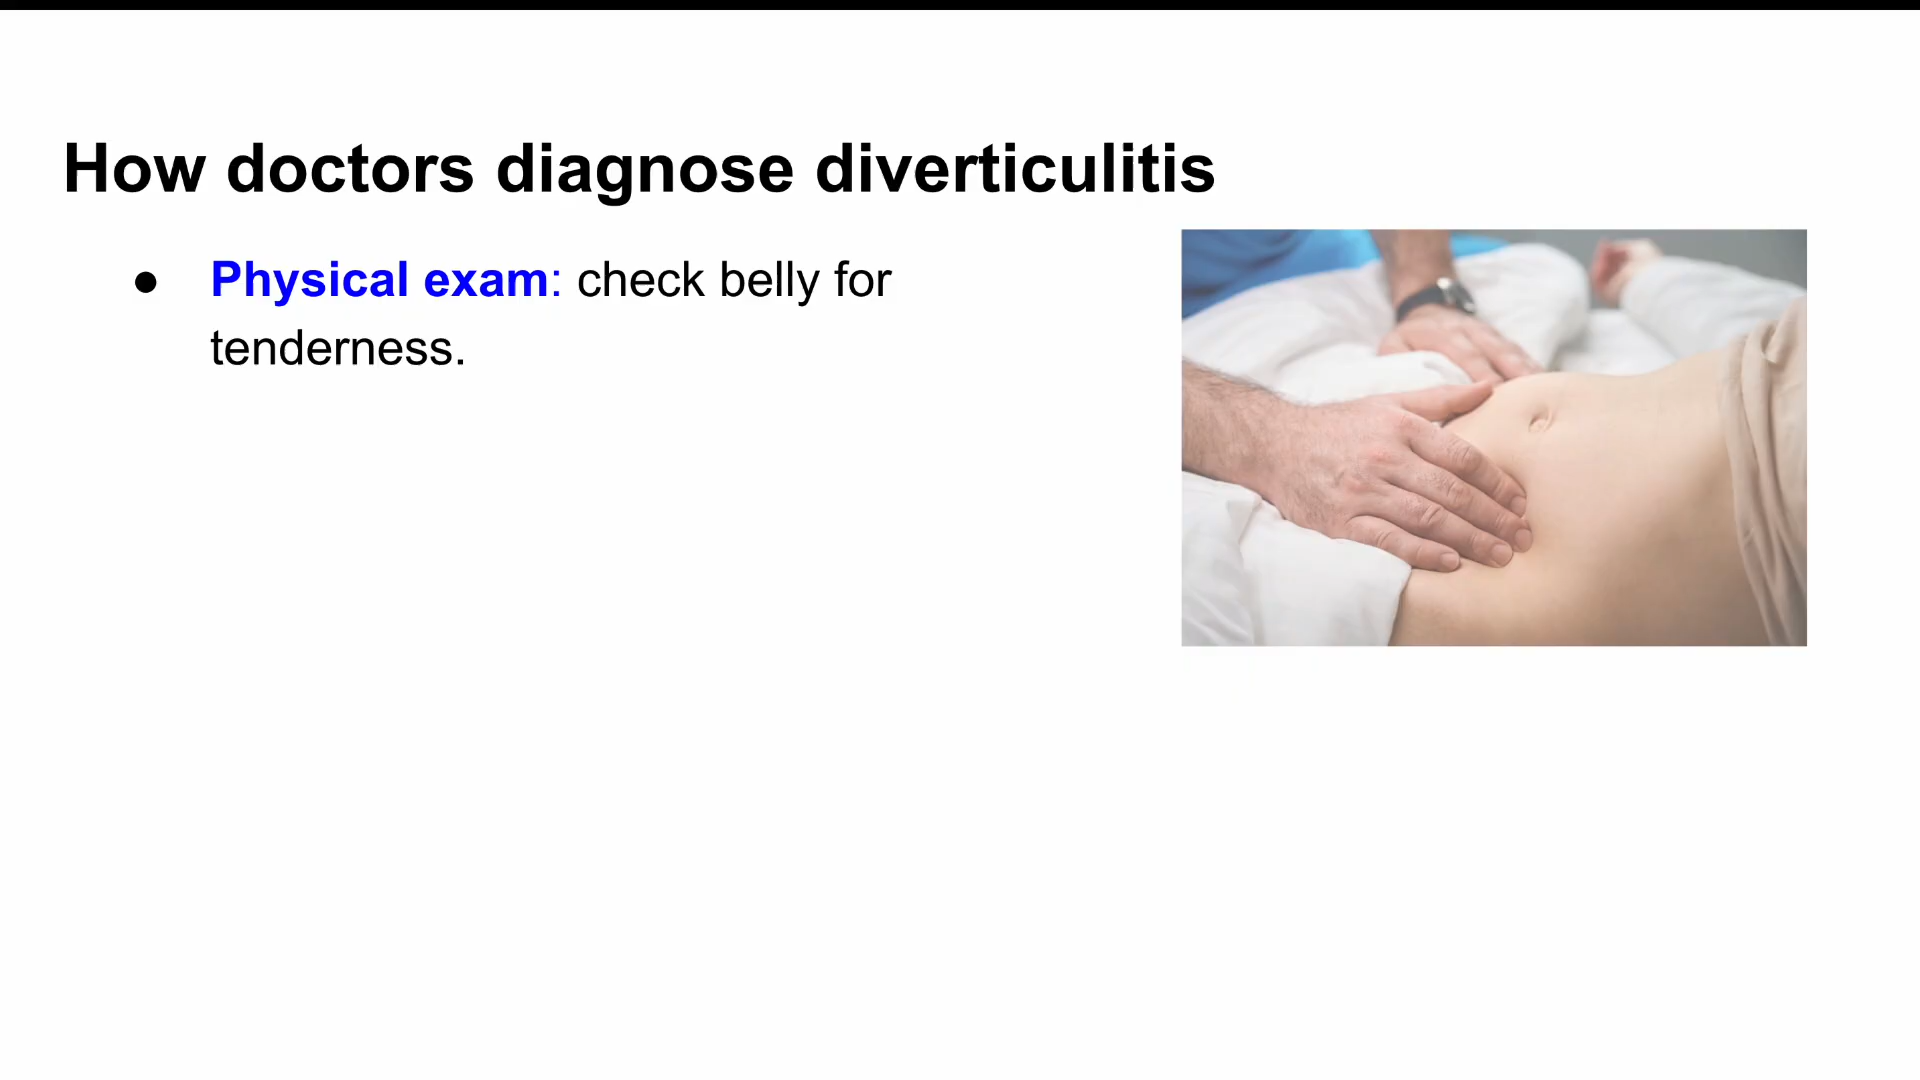 How doctors diagnose diverticulitis
● Physical exam: check belly for
tenderness.